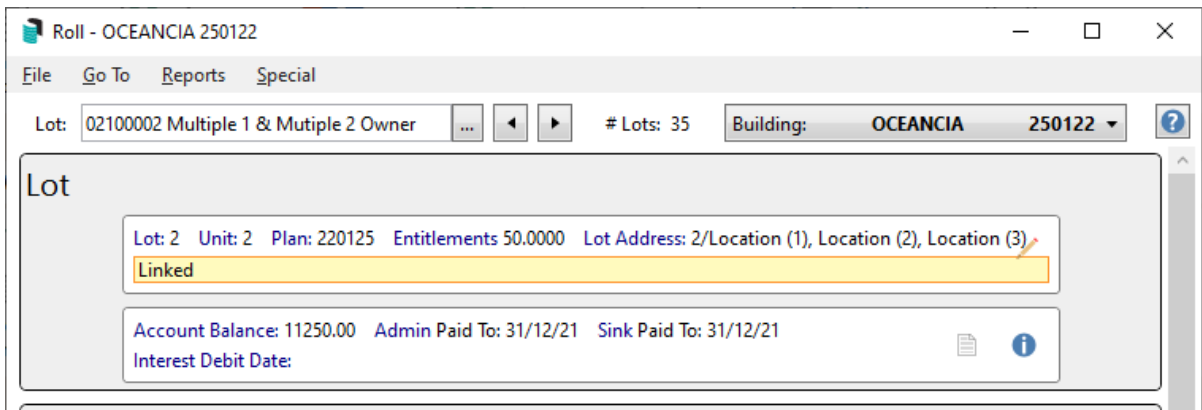 Roll - OCEANCIA 250122
File Go To Reports Special
Lot: 02100002 Multiple 1 & Mutiple 2 Owner ... # Lots: 35 Building: OCEANCIA 250122
Lot
Lot: 2 Unit: 2 Plan: 220125 Entitlements 50.0000 Lot Address: 2/Location (1), Location (2), Location (3)
Linked
Account Balance: 11250.00 Admin Paid To: 31/12/21 Sink Paid To: 31/12/21
Interest Debit Date: